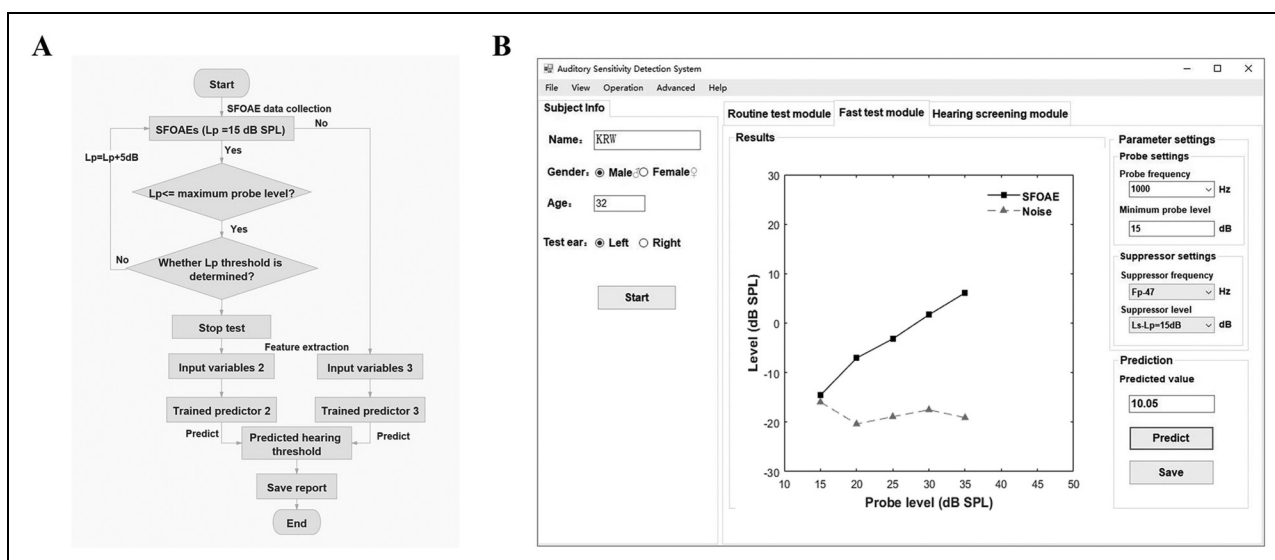 A
Start
SFOAE data collection
SFOAEs (Lp =15 dB SPL)
No
Lp=Lp+5dB
Yes
Lp<= maximum probe level?
Yes
No
Whether Lp threshold is
determined?
Stop test
Feature extraction
Input variables 2
Input variables 3
Trained predictor 2
Trained predictor 3
Predict
Predict
Predicted hearing
threshold
Save report
End
B
Auditory Sensitivity Detection System
File View Operation Advanced Help
Subject Info
Name: KRW
Gender: Male♂ Female♀
Age: 32
Test ear: Left Right
Start
Routine test module Fast test module Hearing screening module
Results
SFOAE
Noise
30
20
10
0
-10
-20
-30
Level (dB SPL)
10 15 20 25 30 35 40 45 50
Probe level (dB SPL)
Parameter settings
Probe settings
Probe frequency
1000 Hz
Minimum probe level
15 dB
Suppressor settings
Suppressor frequency
Fp-47 Hz
Suppressor level
Ls-Lp=15dB dB
Prediction
Predicted value
10.05
Predict
Save